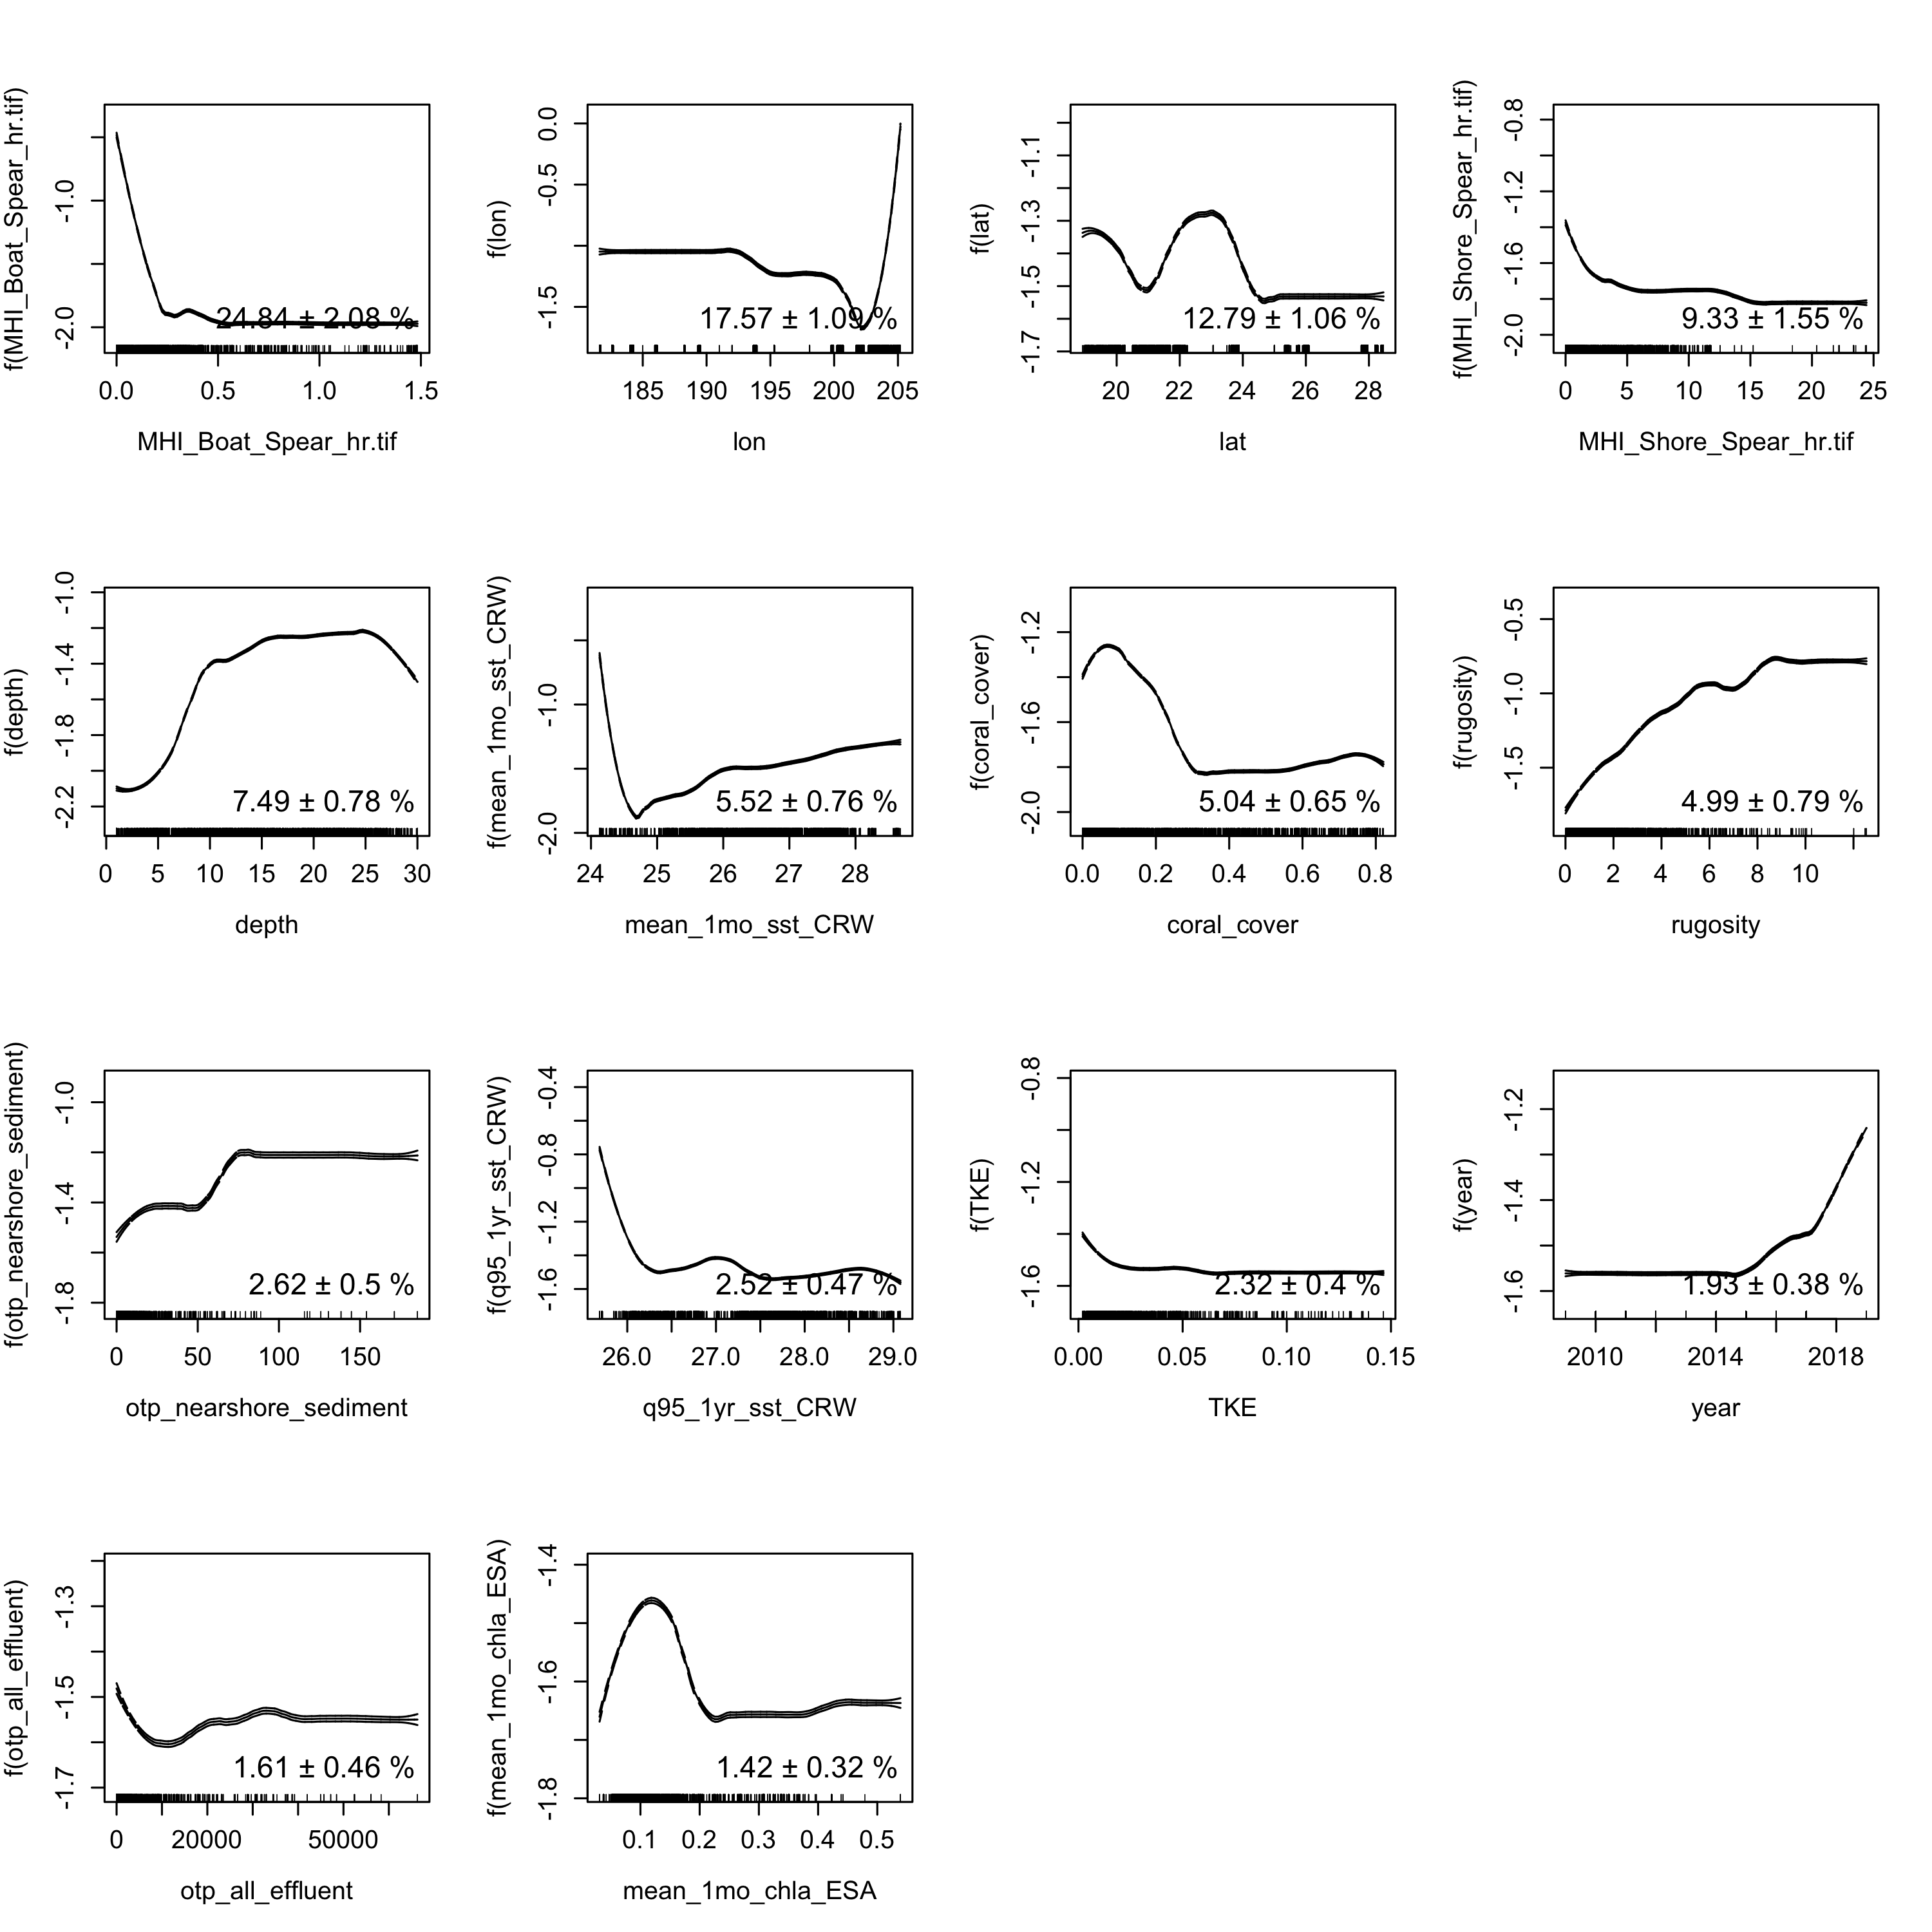 f(MHI_Boat_Spear_hr.tif)
-2.0 -1.0
24.84 ± 2.08 %
0.0 0.5 1.0 1.5
MHI_Boat_Spear_hr.tif
f(lon)
-1.5 -0.5 0.0
17.57 ± 1.09 %
185 190 195 200 205
lon
f(lat)
-1.7 -1.5 -1.3 -1.1
12.79 ± 1.06 %
20 22 24 26 28
lat
f(MHI_Shore_Spear_hr.tif)
-2.0 -1.6 -1.2 -0.8
9.33 ± 1.55 %
0 5 10 15 20 25
MHI_Shore_Spear_hr.tif
f(depth)
-2.2 -1.8 -1.4 -1.0
7.49 ± 0.78 %
0 5 10 15 20 25 30
depth
f(mean_1mo_sst_CRW)
-2.0 -1.0
5.52 ± 0.76 %
24 25 26 27 28
mean_1mo_sst_CRW
f(coral_cover)
-2.0 -1.6 -1.2
5.04 ± 0.65 %
0.0 0.2 0.4 0.6 0.8
coral_cover
f(rugosity)
-1.5 -1.0 -0.5
4.99 ± 0.79 %
0 2 4 6 8 10
rugosity
f(otp_nearshore_sediment)
-1.8 -1.4 -1.0
2.62 ± 0.5 %
0 50 100 150
otp_nearshore_sediment
f(q95_1yr_sst_CRW)
-1.6 -1.2 -0.8 -0.4
2.52 ± 0.47 %
26.0 27.0 28.0 29.0
q95_1yr_sst_CRW
f(TKE)
-1.6 -1.2 -0.8
2.32 ± 0.4 %
0.00 0.05 0.10 0.15
TKE
f(year)
-1.6 -1.4 -1.2
1.93 ± 0.38 %
2010 2014 2018
year
f(otp_all_effluent)
-1.7 -1.5 -1.3
1.61 ± 0.46 %
0 20000 50000
otp_all_effluent
f(mean_1mo_chla_ESA)
-1.8 -1.6 -1.4
1.42 ± 0.32 %
0.1 0.2 0.3 0.4 0.5
mean_1mo_chla_ESA